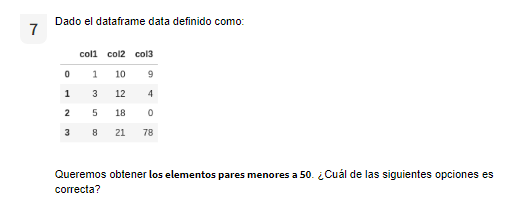 7
Dado el dataframe data definido como:
col1 col2 col3
0 1 10 9
1 3 12 4
2 5 18 0
3 8 21 78
Queremos obtener los elementos pares menores a 50. ¿Cuál de las siguientes opciones es
correcta?